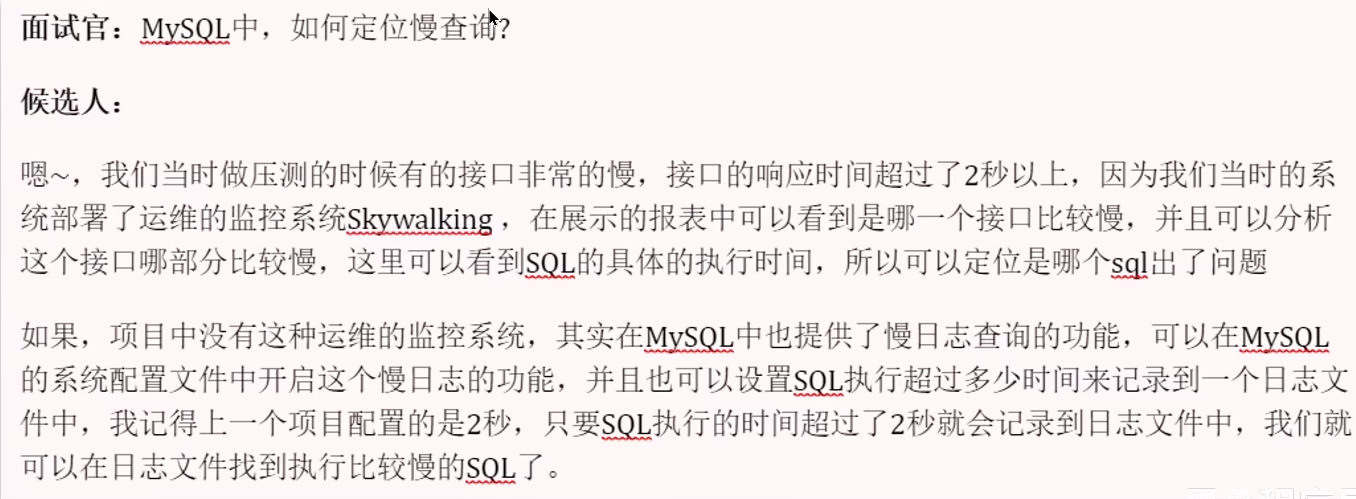 面试官：MySQL中，如何定位慢查询?
候选人：
嗯~，我们当时做压测的时候有的接口非常的慢，接口的响应时间超过了2秒以上，因为我们当时的系
统部署了运维的监控系统Skywalking ，在展示的报表中可以看到是哪一个接口比较慢，并且可以分析
这个接口哪部分比较慢，这里可以看到SQL的具体的执行时间，所以可以定位是哪个sql出了问题
如果，项目中没有这种运维的监控系统，其实在MySQL中也提供了慢日志查询的功能，可以在MySQL
的系统配置文件中开启这个慢日志的功能，并且也可以设置SQL执行超过多少时间来记录到一个日志文
件中，我记得上一个项目配置的是2秒，只要SQL执行的时间超过了2秒就会记录到日志文件中，我们就
可以在日志文件找到执行比较慢的SQL了。